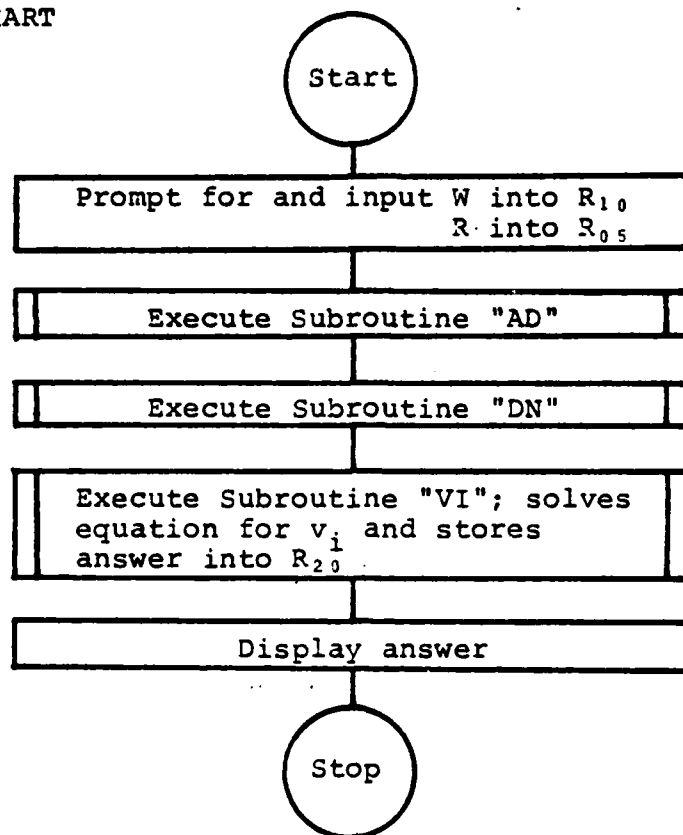 Start
Prompt for and input W into R₁₀
R into R₀₅
Execute Subroutine "AD"
Execute Subroutine "DN"
Execute Subroutine "VI"; solves
equation for vᵢ and stores
answer into R₂₀
Display answer
Stop